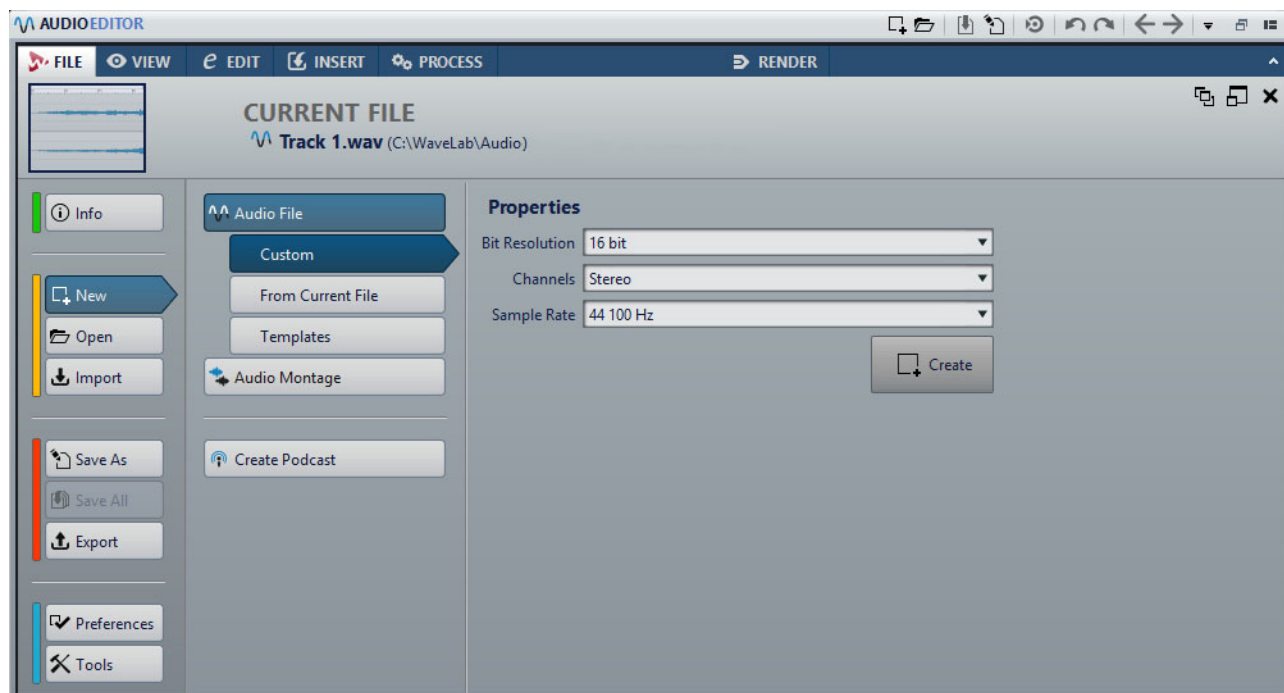 AUDIOEDITOR
FILE VIEW EDIT INSERT PROCESS RENDER
CURRENT FILE
Track 1.wav (C:\WaveLab\Audio)
Info
New
Open
Import
Save As
Save All
Export
Preferences
Tools
Audio File
Custom
From Current File
Templates
Audio Montage
Create Podcast
Properties
Bit Resolution 16 bit
Channels Stereo
Sample Rate 44 100 Hz
Create